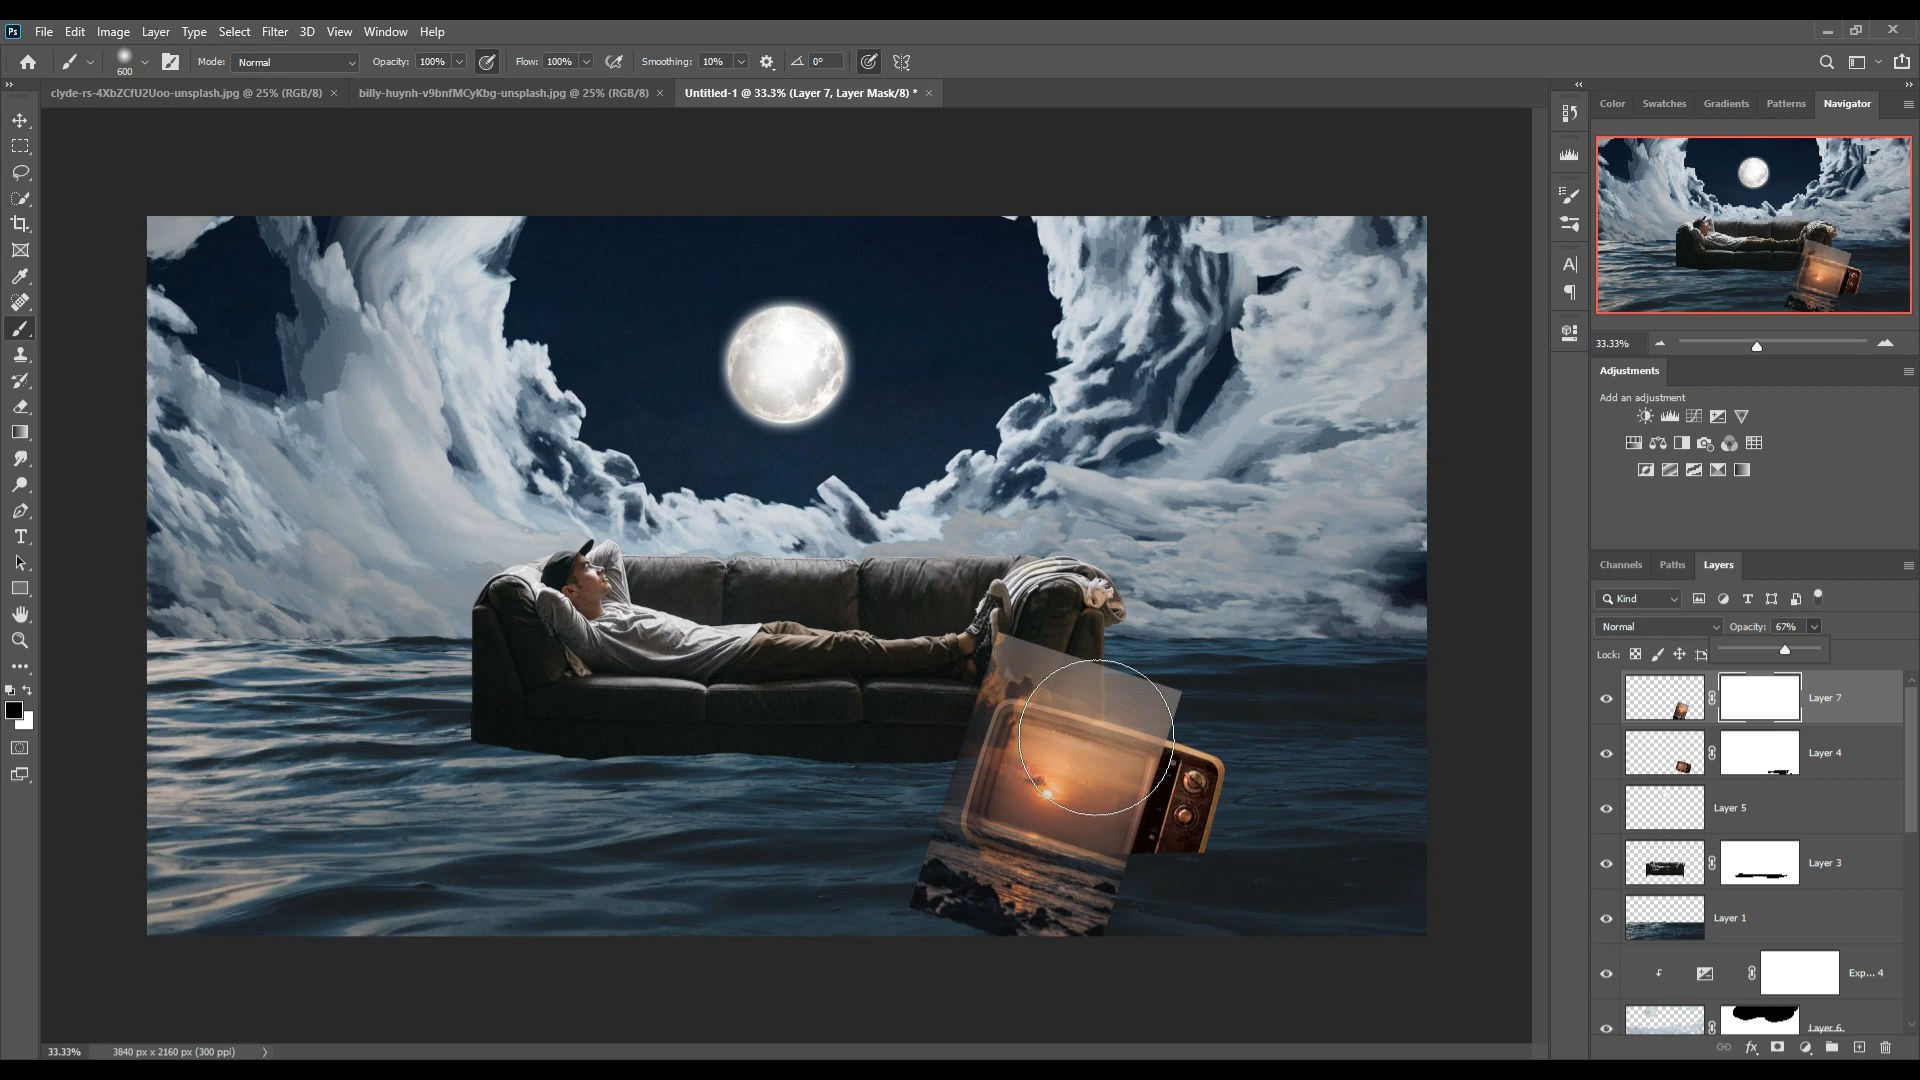 Ps File Edit Image Layer Type Select Filter 3D View Window Help
600 Mode: Normal Opacity: 100% Flow: 100% Smoothing: 10% 0°
clyde-rs-4XbZCfU2Uoo-unsplash.jpg @ 25% (RGB/8) × billy-huynh-v9bnfMCyKbg-unsplash.jpg @ 25% (RGB/8) × Untitled-1 @ 33.3% (Layer 7, Layer Mask/8) * ×
Color Swatches Gradients Patterns Navigator
33.33%
Adjustments
Add an adjustment
Channels Paths Layers
Kind
Normal Opacity: 67%
Lock:
Layer 7
Layer 4
Layer 5
Layer 3
Layer 1
Exp... 4
Layer 6
33.33% 3840 px x 2160 px (300 ppi)